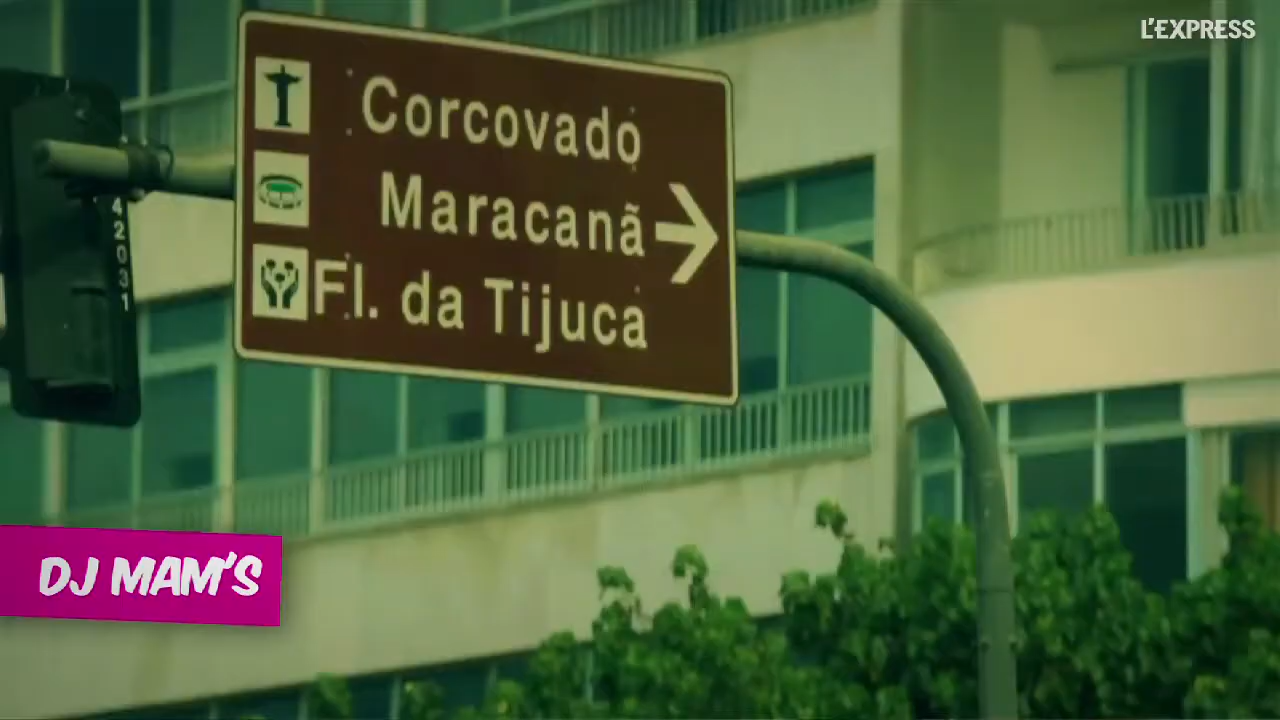 L'EXPRESS
Corcovado
Maracanã
Fl. da Tijuca
42031
DJ MAM'S